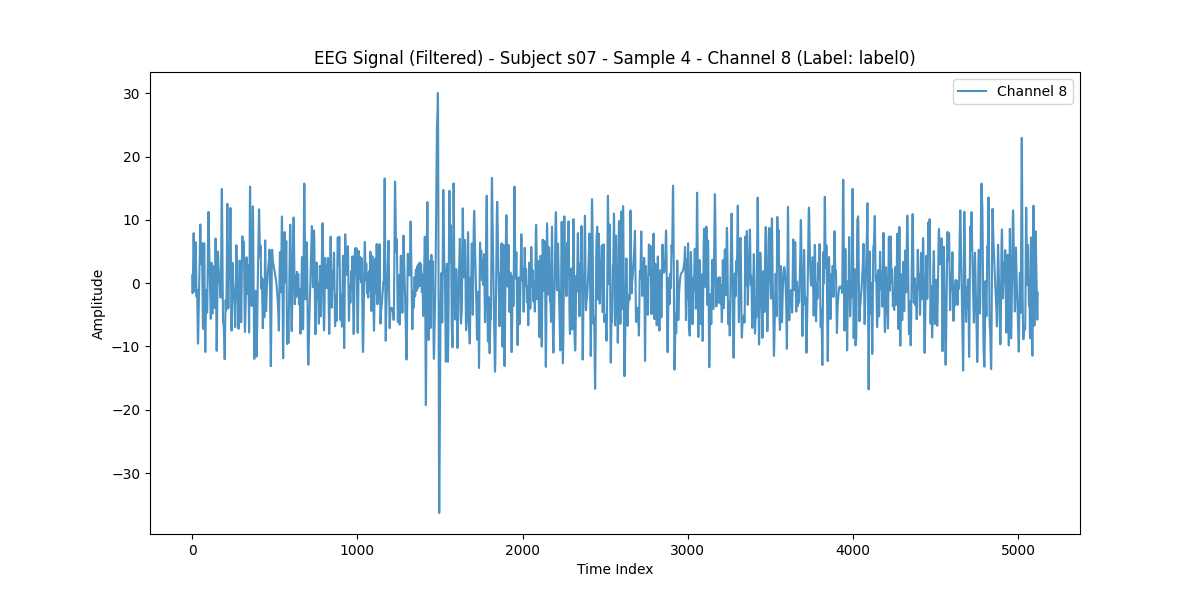 EEG Signal (Filtered) - Subject s07 - Sample 4 - Channel 8 (Label: label0)
Channel 8
30
20
10
0
−10
−20
−30
Amplitude
0 1000 2000 3000 4000 5000
Time Index